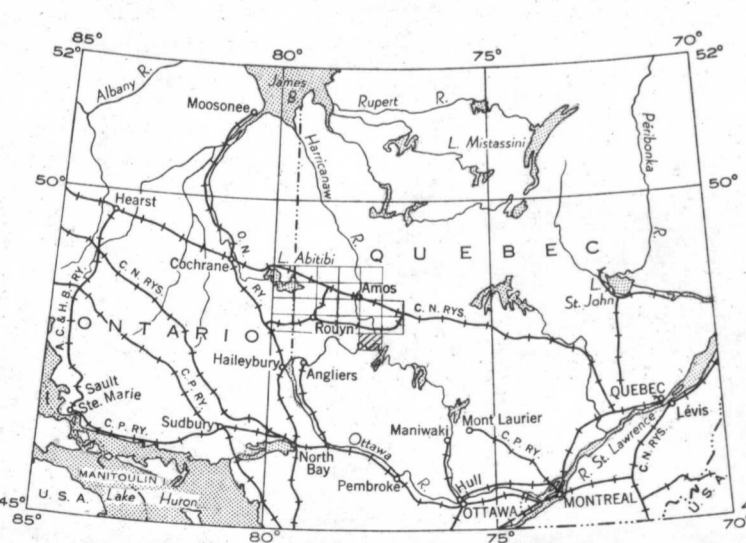 85°
80°
75°
70°
52°
52°
Albany R.
James
B.
Moosonee
Rupert R.
L. Mistassini
Harricanaw
R.
Péribonka
R.
50°
50°
Hearst
O. N. RY.
L. Abitibi
QUEBEC
Cochrane
C. N. RYS.
Amos
C. N. RYS.
L.
St. John
A. C. & H. B. RY.
ONTARIO
Rouyn
Haileybury
Angliers
C. P. RY.
Sault
Ste. Marie
QUEBEC
Lévis
Sudbury
Mont Laurier
C. P. RY.
Maniwaki
C. P. RY.
North
Bay
Ottawa R.
St. Lawrence R.
C. N. RYS.
MANITOULIN I.
Pembroke
Hull
U. S. A.
Lake Huron
OTTAWA
MONTREAL
U. S. A.
45°
85°
80°
75°
70°